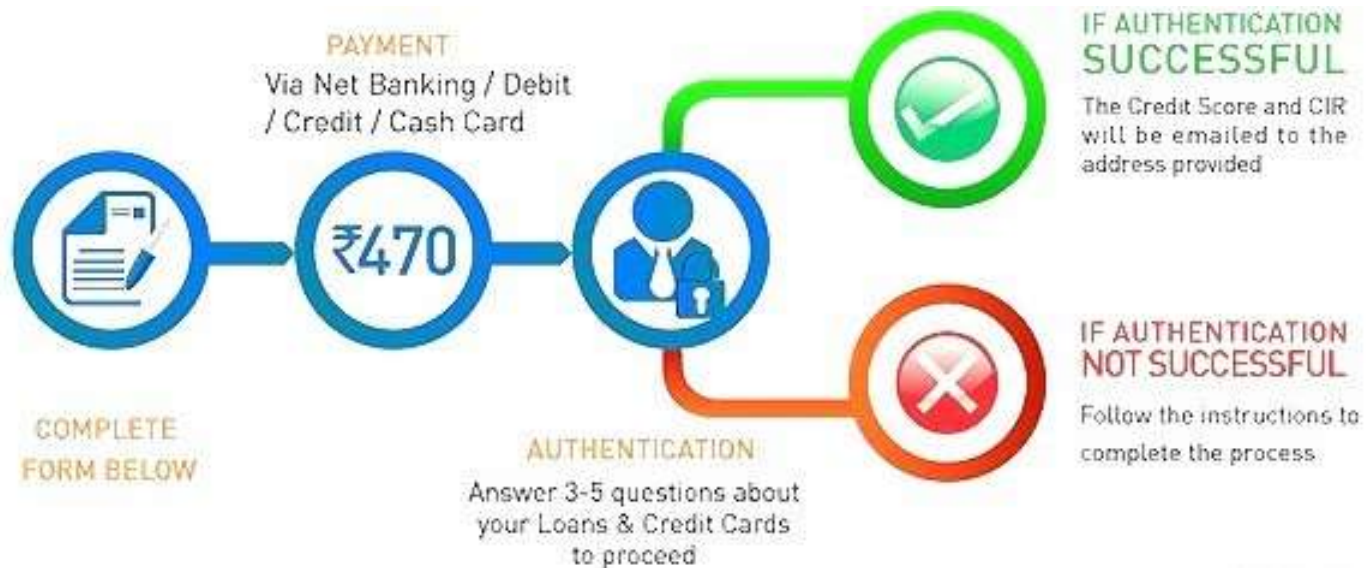 PAYMENT
Via Net Banking / Debit
/ Credit / Cash Card
₹470
COMPLETE
FORM BELOW
AUTHENTICATION
Answer 3-5 questions about
your Loans & Credit Cards
to proceed
IF AUTHENTICATION
SUCCESSFUL
The Credit Score and CIR
will be emailed to the
address provided
IF AUTHENTICATION
NOT SUCCESSFUL
Follow the instructions to
complete the process